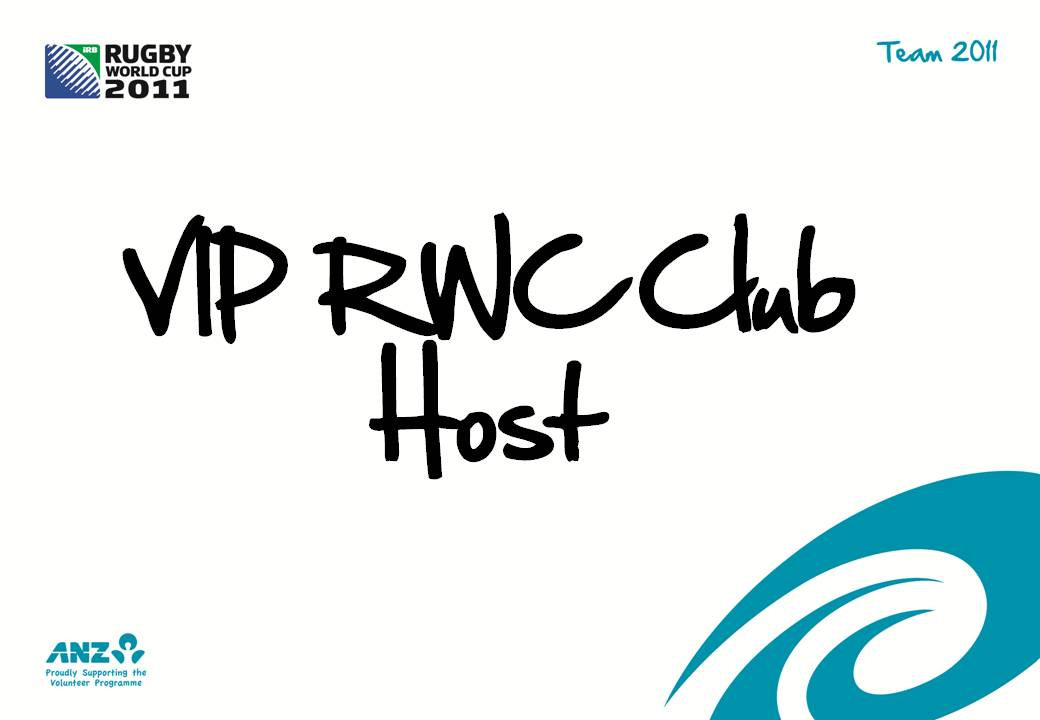 iRB
RUGBY
WORLD CUP
2011
Team 2011
VIP RWC Club
Host
ANZ
Proudly Supporting the
Volunteer Programme